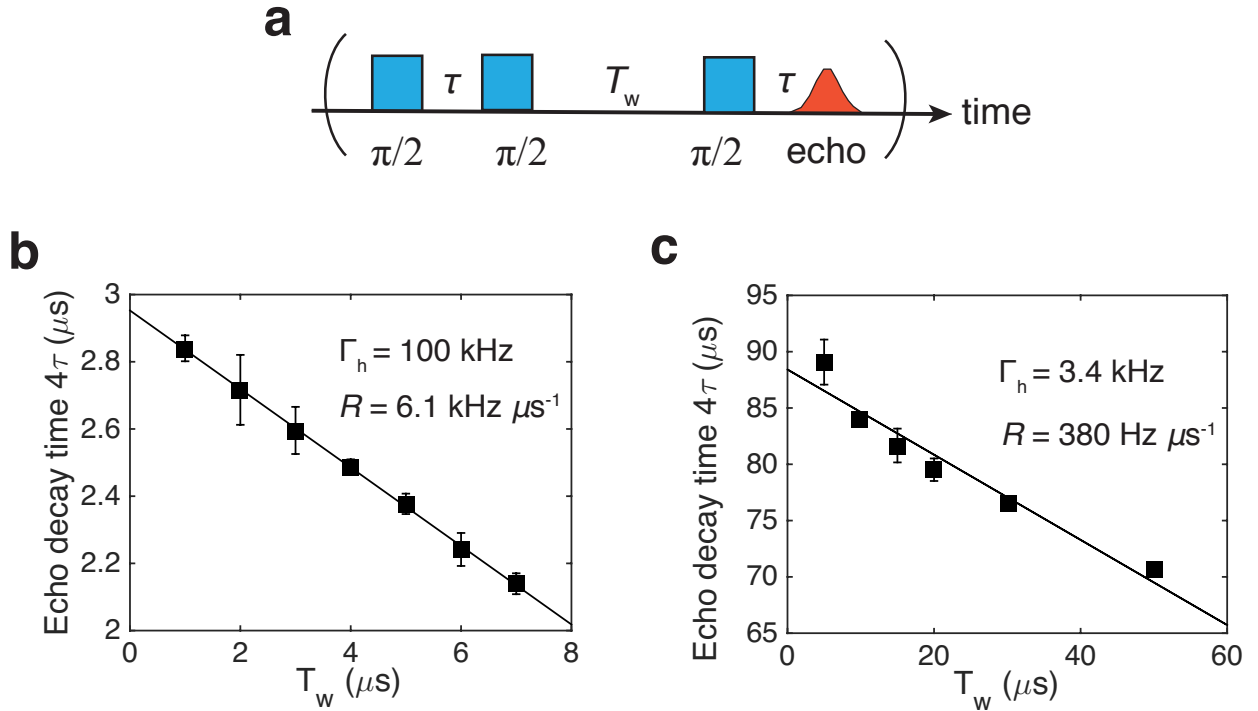 a
τ
T_w
τ
time
π/2
π/2
π/2
echo
b
Echo decay time 4τ (μs)
3
2.8
2.6
2.4
2.2
2
Γ_h = 100 kHz
R = 6.1 kHz μs⁻¹
0
2
4
6
8
T_w (μs)
c
Echo decay time 4τ (μs)
95
90
85
80
75
70
65
Γ_h = 3.4 kHz
R = 380 Hz μs⁻¹
0
20
40
60
T_w (μs)